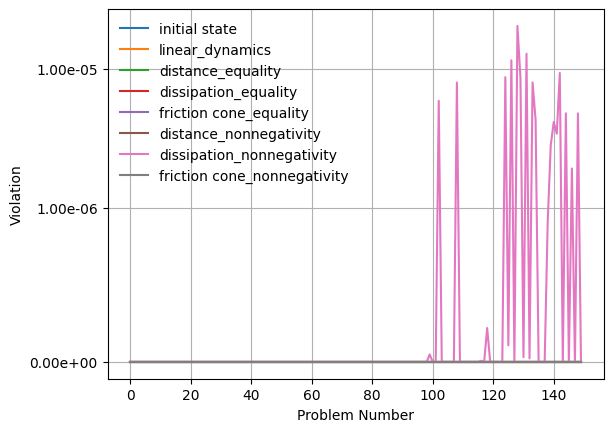 initial state
linear_dynamics
distance_equality
dissipation_equality
friction cone_equality
distance_nonnegativity
dissipation_nonnegativity
friction cone_nonnegativity
1.00e-05
1.00e-06
0.00e+00
Violation
0 20 40 60 80 100 120 140
Problem Number